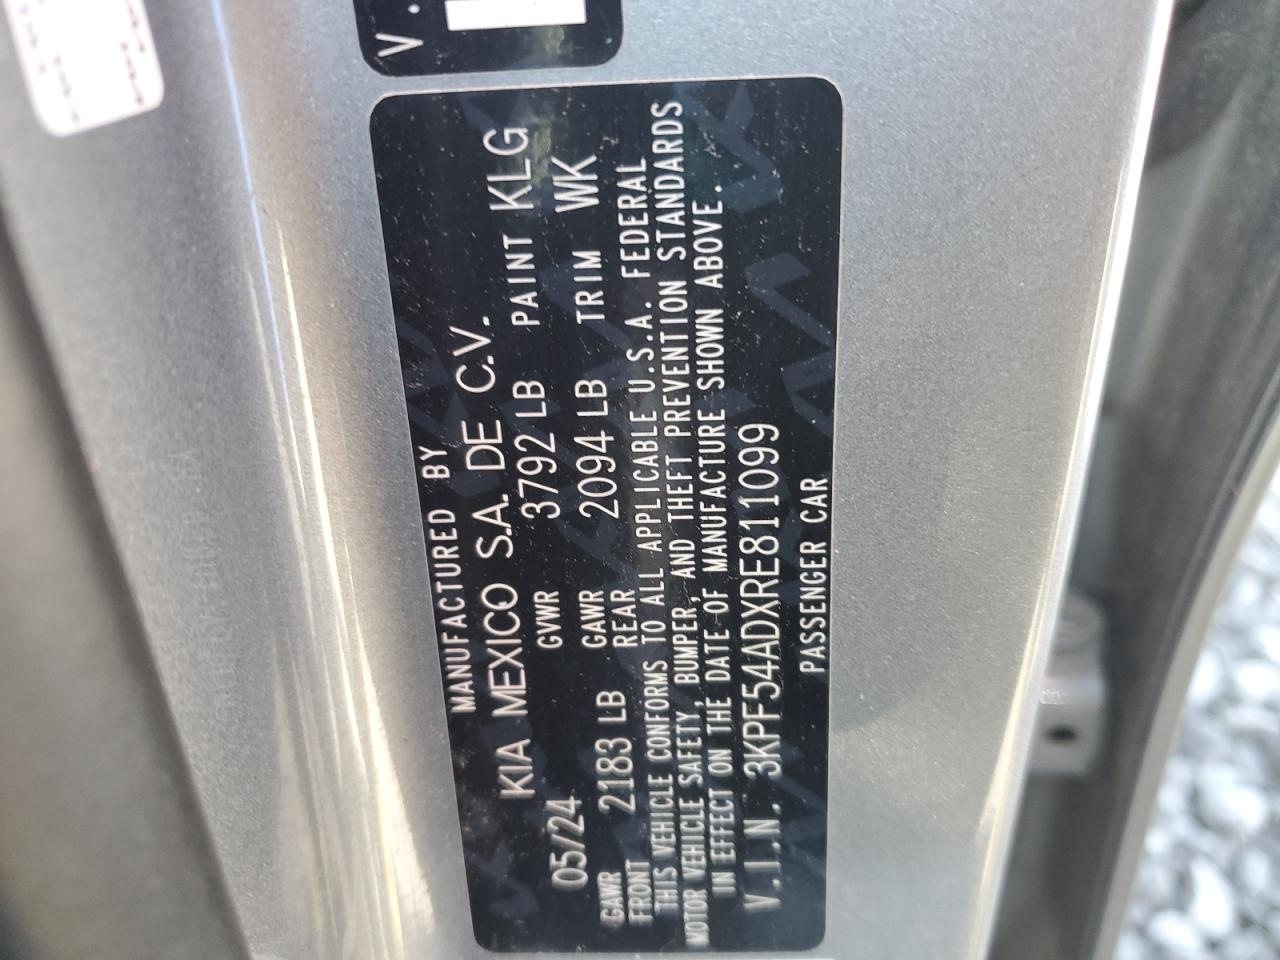 V.
MANUFACTURED BY
KIA MEXICO S.A. DE C.V.
05/24 GVWR 3792 LB PAINT KLG
GAWR FRONT 2183 LB GAWR REAR 2094 LB TRIM WK
THIS VEHICLE CONFORMS TO ALL APPLICABLE U.S.A. FEDERAL
MOTOR VEHICLE SAFETY, BUMPER, AND THEFT PREVENTION STANDARDS
IN EFFECT ON THE DATE OF MANUFACTURE SHOWN ABOVE.
V.I.N. 3KPF54ADXRE811099
PASSENGER CAR